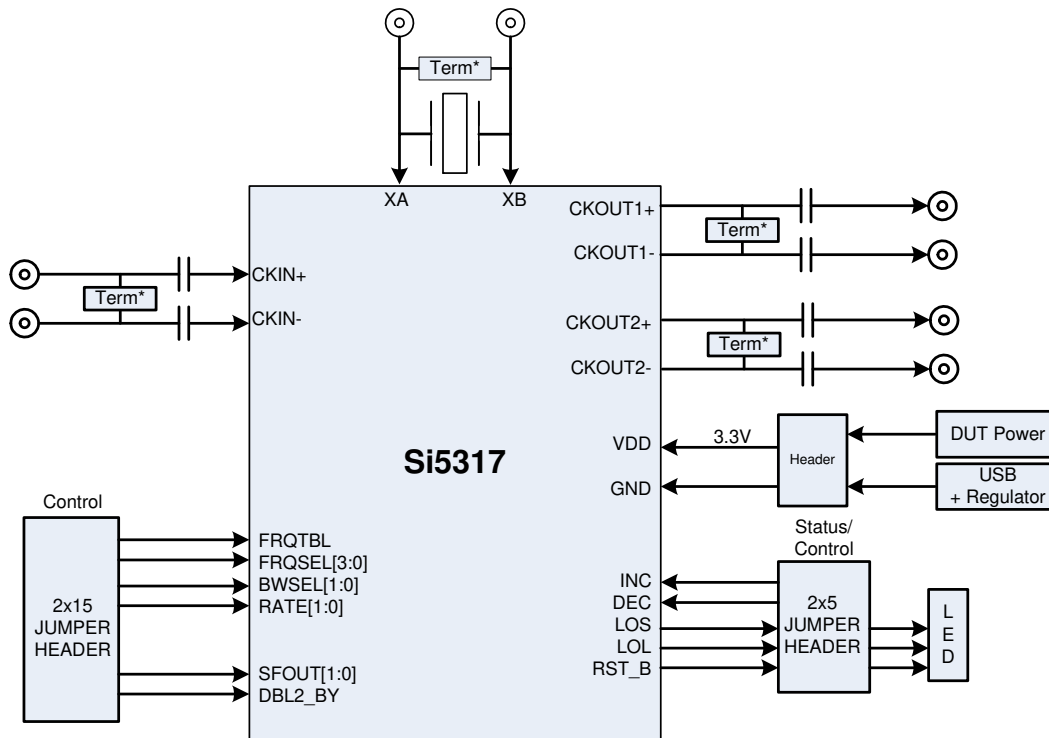 Term*
XA
XB
CKOUT1+
Term*
CKOUT1-
CKIN+
Term*
CKIN-
CKOUT2+
Term*
CKOUT2-
Si5317
VDD
3.3V
GND
Header
DUT Power
USB
+ Regulator
Control
2x15
JUMPER
HEADER
FRQTBL
FRQSEL[3:0]
BWSEL[1:0]
RATE[1:0]
SFOUT[1:0]
DBL2_BY
Status/
Control
INC
DEC
LOS
LOL
RST_B
2x5
JUMPER
HEADER
L
E
D